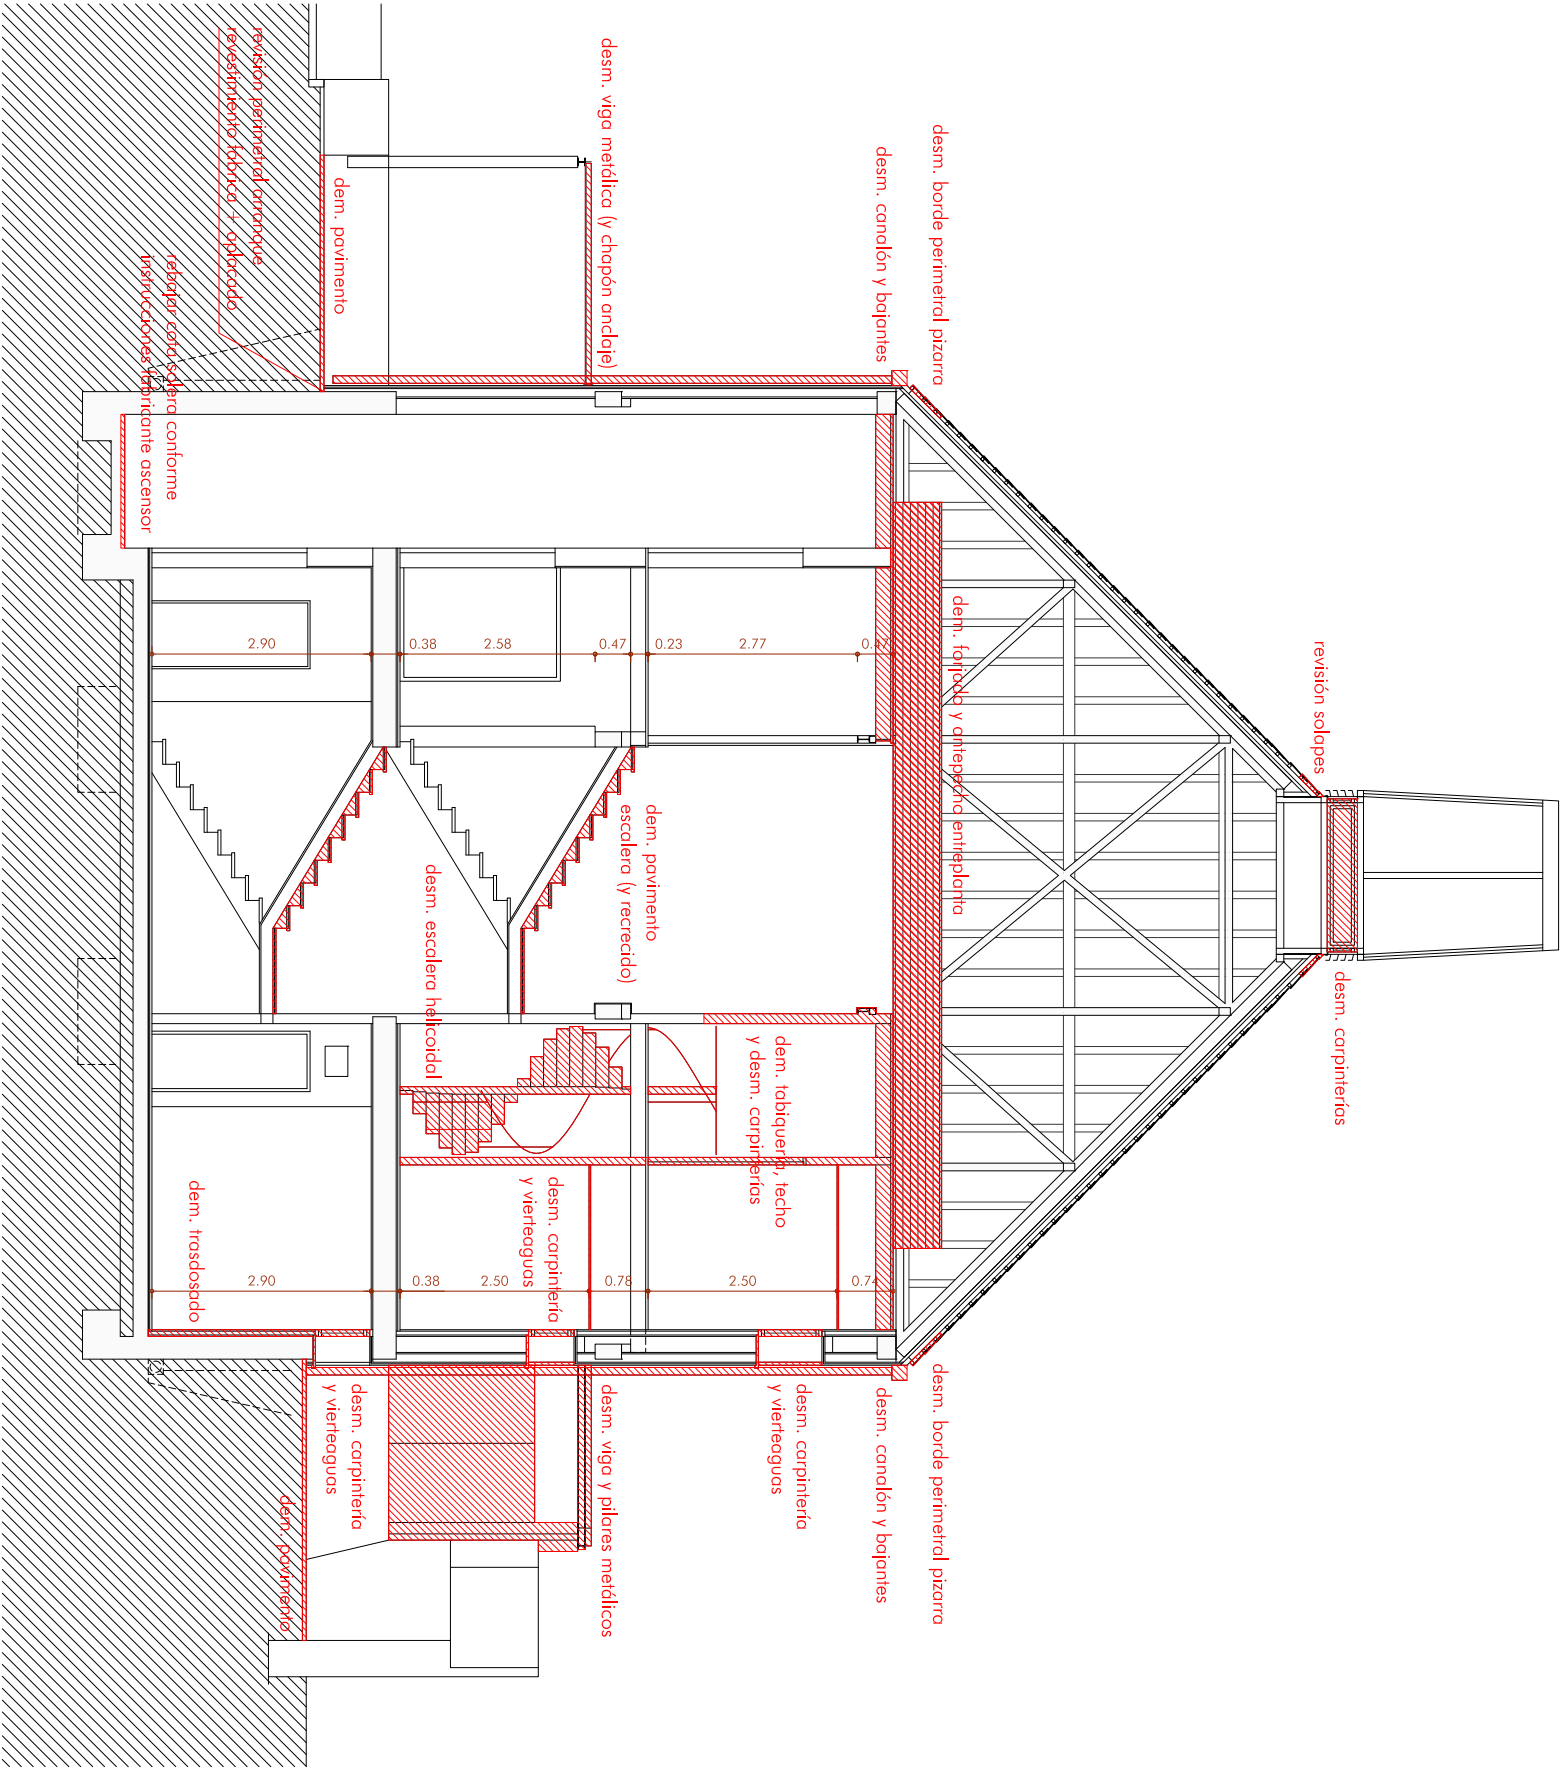 desm. borde perimetral pizarra
desm. canalón y bajantes
desm. viga metálica (y chapón anclaje)
dem. pavimento
revisión perimetral arranque
revestimiento fábrica + aplacado
rebajar cota solera conforme
instrucciones fabricante ascensor
revisión solapes
desm. carpinterías
dem. forjado y antepecho entreplanta
dem. pavimento
escalera (y recrecido)
desm. escalera helicoidal
dem. tabiquería, techo
y desm. carpinterías
desm. carpintería
y vierteaguas
dem. trasdosado
2.90
0.38
2.58
0.47
0.23
2.77
0.47
2.90
0.38
2.50
0.78
2.50
0.74
desm. borde perimetral pizarra
desm. canalón y bajantes
desm. carpintería
y vierteaguas
desm. viga y pilares metálicos
desm. carpintería
y vierteaguas
dem. pavimento